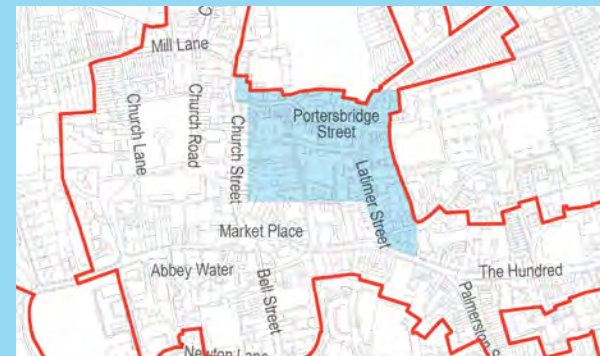 Mill Lane
Portersbridge
Street
Church Lane
Church Road
Church Street
Latimer Street
Market Place
Abbey Water
Bell Street
The Hundred
Palmerston S
Newton Lane